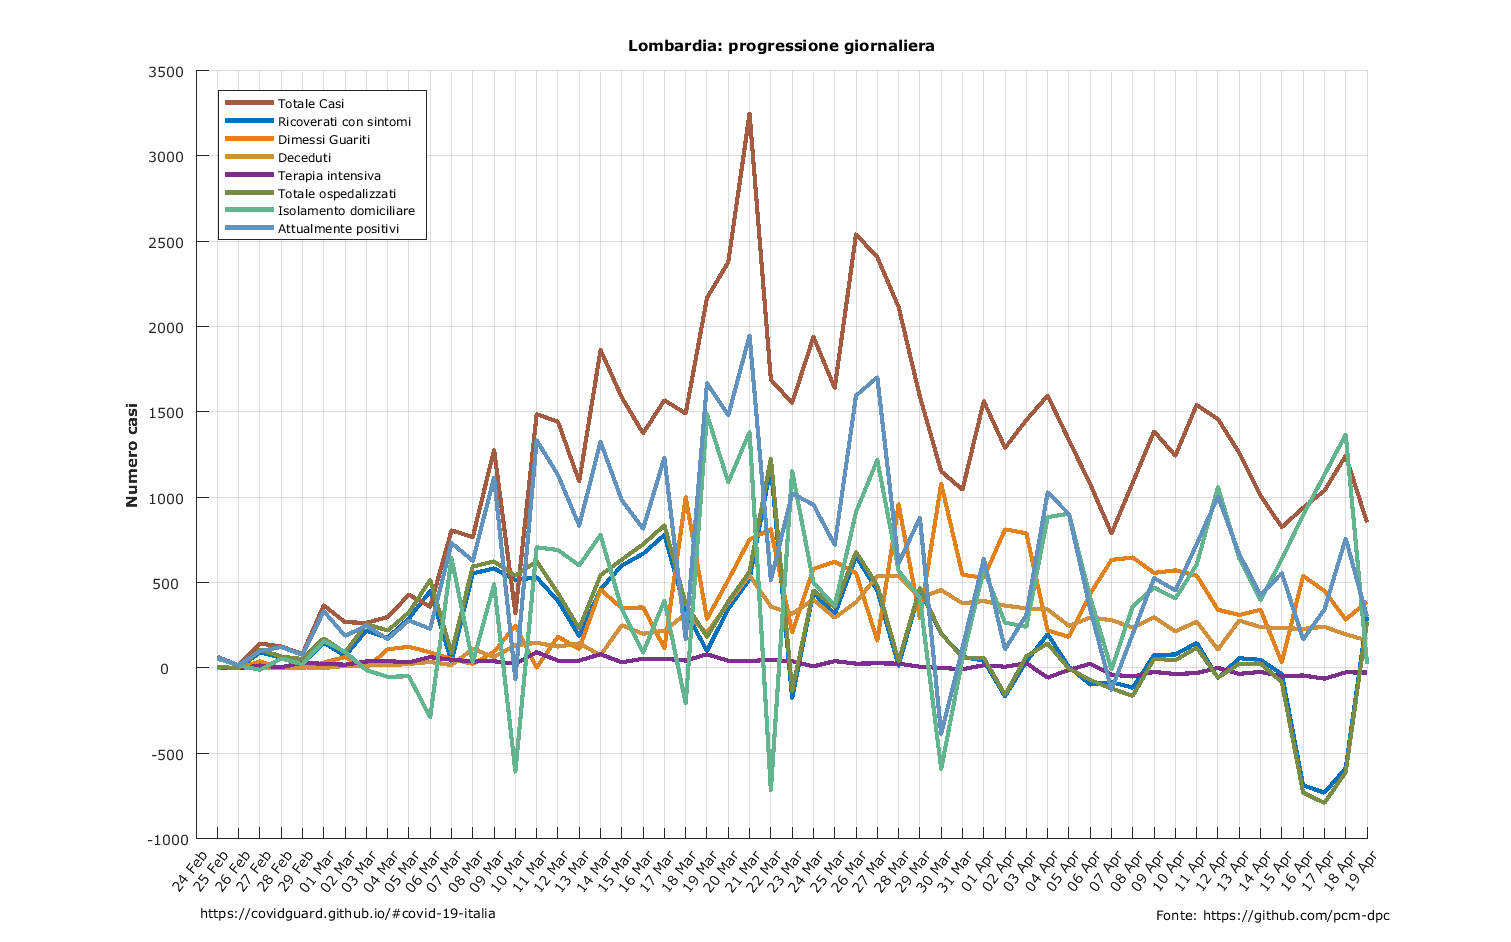 Lombardia: progressione giornaliera
3500
3000
2500
2000
1500
1000
500
0
-500
-1000
Numero casi
Totale Casi
Ricoverati con sintomi
Dimessi Guariti
Deceduti
Terapia intensiva
Totale ospedalizzati
Isolamento domiciliare
Attualmente positivi
24 Feb
25 Feb
26 Feb
27 Feb
28 Feb
29 Feb
01 Mar
02 Mar
03 Mar
04 Mar
05 Mar
06 Mar
07 Mar
08 Mar
09 Mar
10 Mar
11 Mar
12 Mar
13 Mar
14 Mar
15 Mar
16 Mar
17 Mar
18 Mar
19 Mar
20 Mar
21 Mar
22 Mar
23 Mar
24 Mar
25 Mar
26 Mar
27 Mar
28 Mar
29 Mar
30 Mar
31 Mar
01 Apr
02 Apr
03 Apr
04 Apr
05 Apr
06 Apr
07 Apr
08 Apr
09 Apr
10 Apr
11 Apr
12 Apr
13 Apr
14 Apr
15 Apr
16 Apr
17 Apr
18 Apr
19 Apr
https://covidguard.github.io/#covid-19-italia
Fonte: https://github.com/pcm-dpc